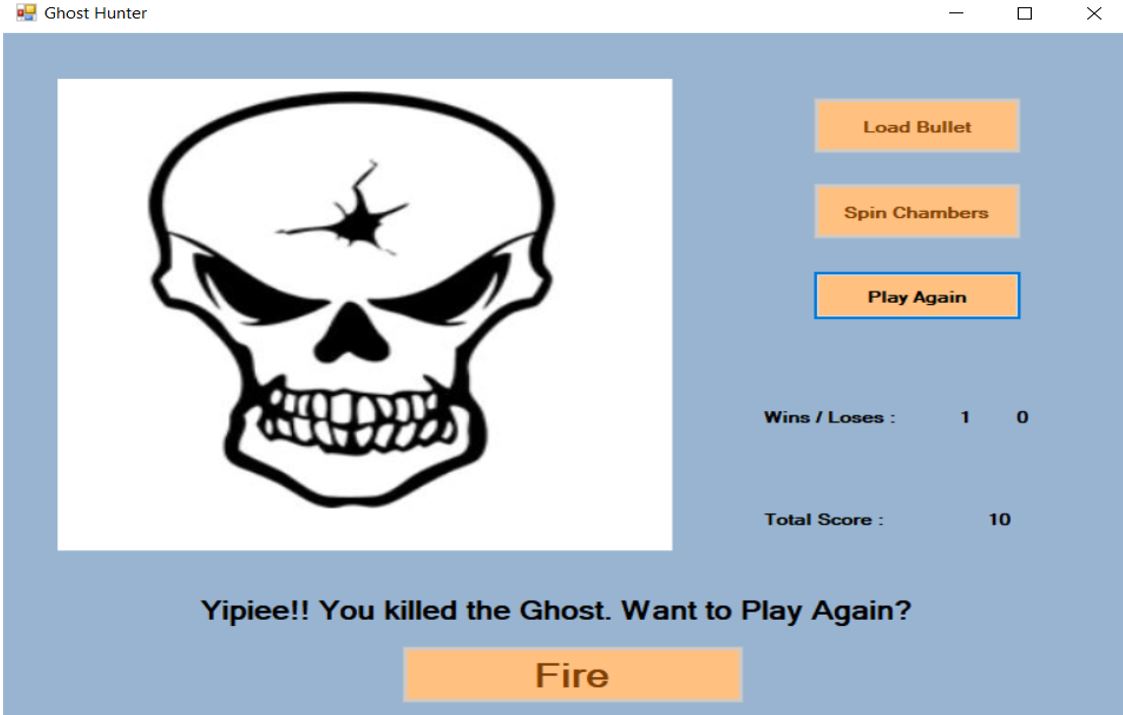 Ghost Hunter
Load Bullet
Spin Chambers
Play Again
Wins / Loses : 1 0
Total Score : 10
Yipiee!! You killed the Ghost. Want to Play Again?
Fire